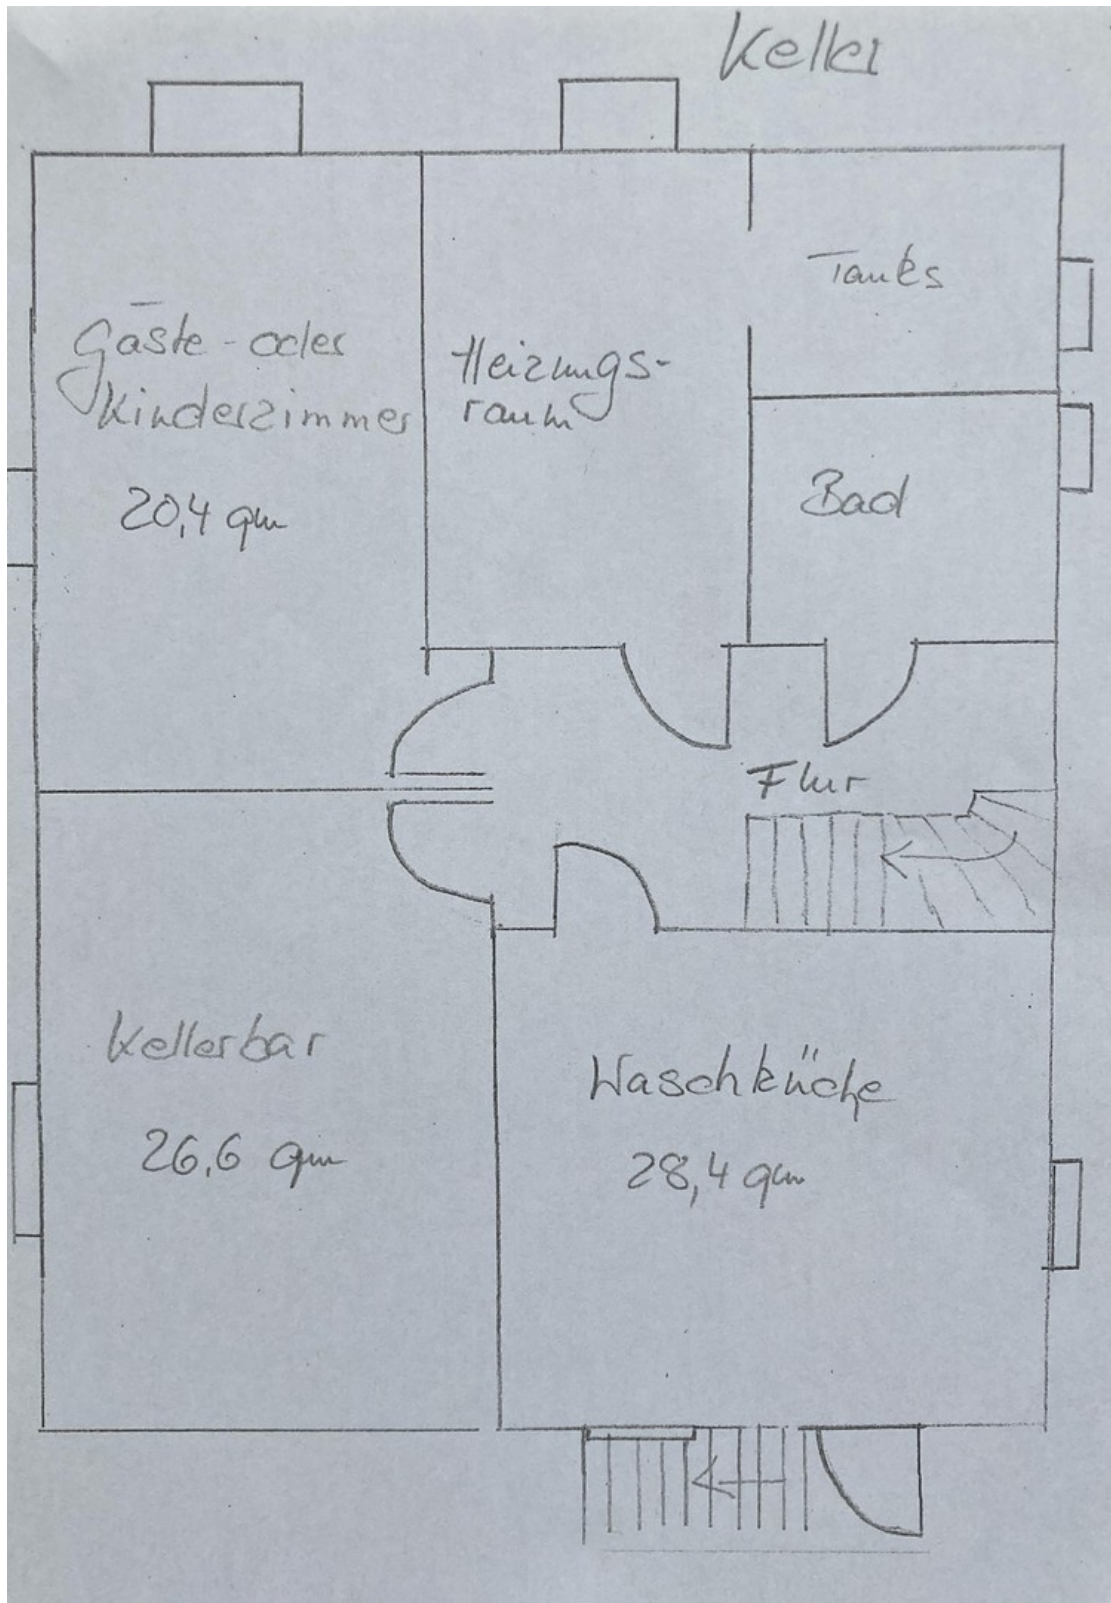 Keller
Tanks
Gäste-oder
Kinderzimmer
20,4 qm
Heizungs-
raum
Bad
Flur
Kellerbar
26,6 qm
Waschküche
28,4 qm